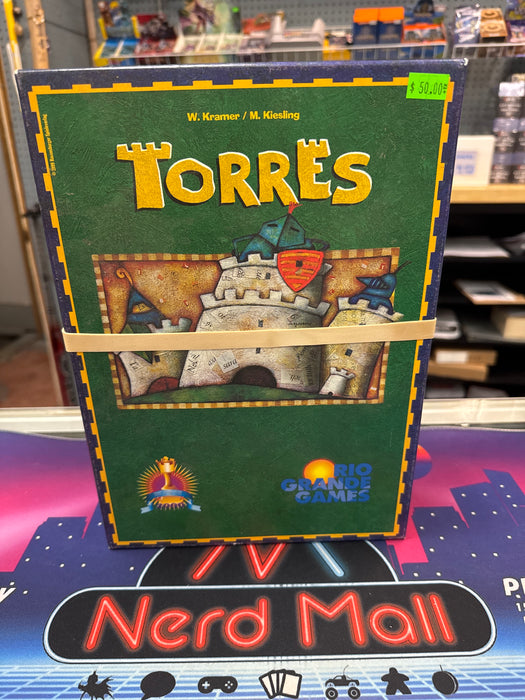 $ 50.00
W. Kramer / M. Kiesling
TORRES
RIO
GRANDE
GAMES
Nerd Mall